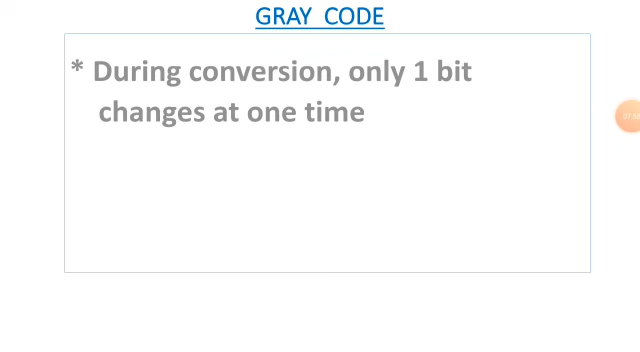 GRAY CODE
* During conversion, only 1 bit
changes at one time